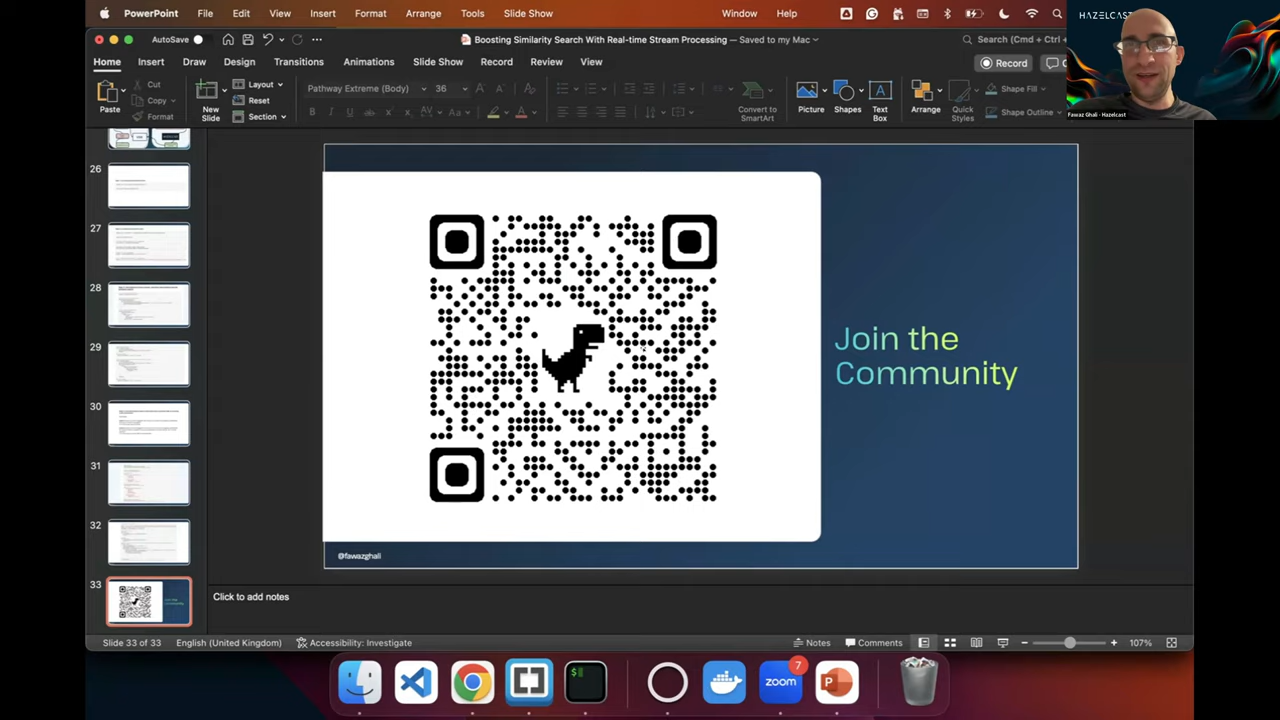 PowerPoint File Edit View Insert Format Arrange Tools Slide Show Window Help
AutoSave
Boosting Similarity Search With Real-time Stream Processing — Saved to my Mac
Search (Cmd + Ctrl
HAZELCAST
Fawaz Ghali - Hazelcast
Home Insert Draw Design Transitions Animations Slide Show Record Review View
Record
Paste
Cut
Copy
Format
New
Slide
Layout
Reset
Section
Pathway Extreme (Body) 36
Convert to
SmartArt
Picture
Shapes
Text
Box
Arrange
Quick
Styles
Shape Fill
Shape Outline
26
27
28
29
30
31
32
33
Join the
Community
@fawazghali
Click to add notes
Slide 33 of 33 English (United Kingdom) Accessibility: Investigate Notes Comments 107%
7
zoom